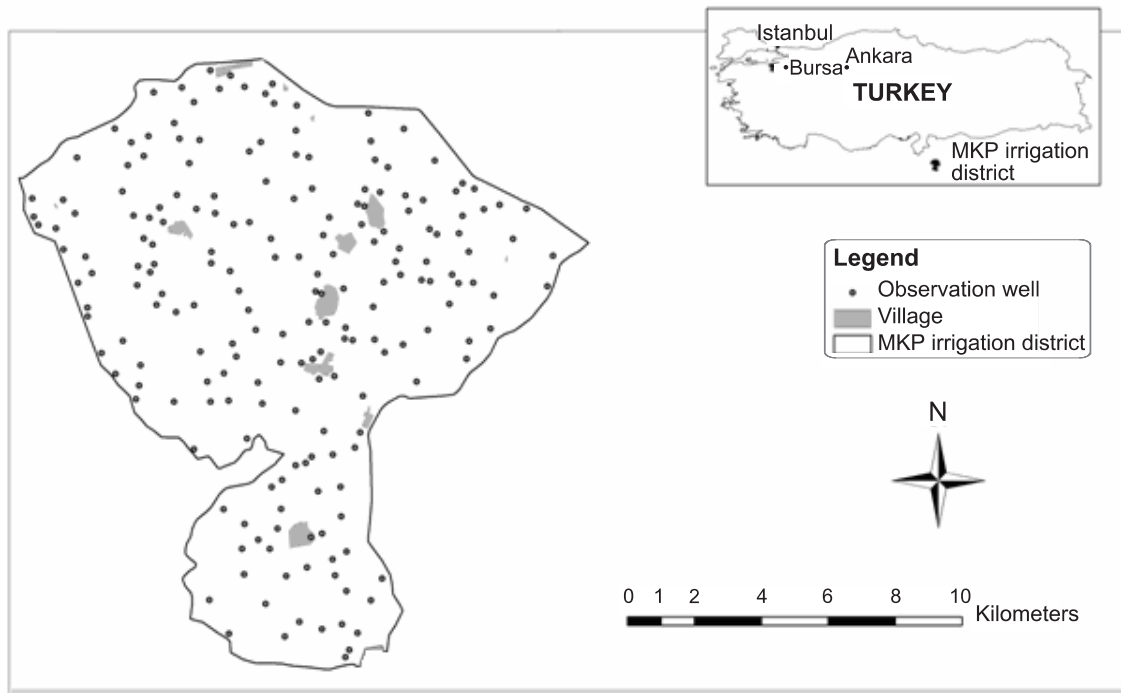 Istanbul
•Bursa•
Ankara
TURKEY
MKP irrigation
district
Legend
Observation well
Village
MKP irrigation district
N
0 1 2 4 6 8 10
Kilometers